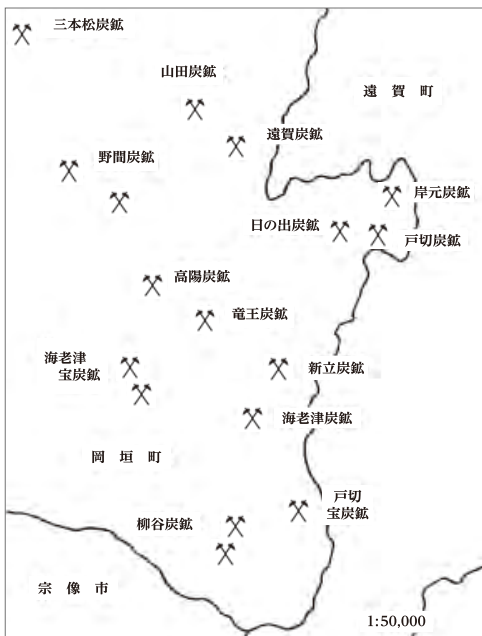 三本松炭鉱
山田炭鉱
遠賀町
遠賀炭鉱
野間炭鉱
岸元炭鉱
日の出炭鉱
戸切炭鉱
高陽炭鉱
竜王炭鉱
海老津
宝炭鉱
新立炭鉱
海老津炭鉱
岡垣町
戸切
宝炭鉱
柳谷炭鉱
宗像市
1:50,000